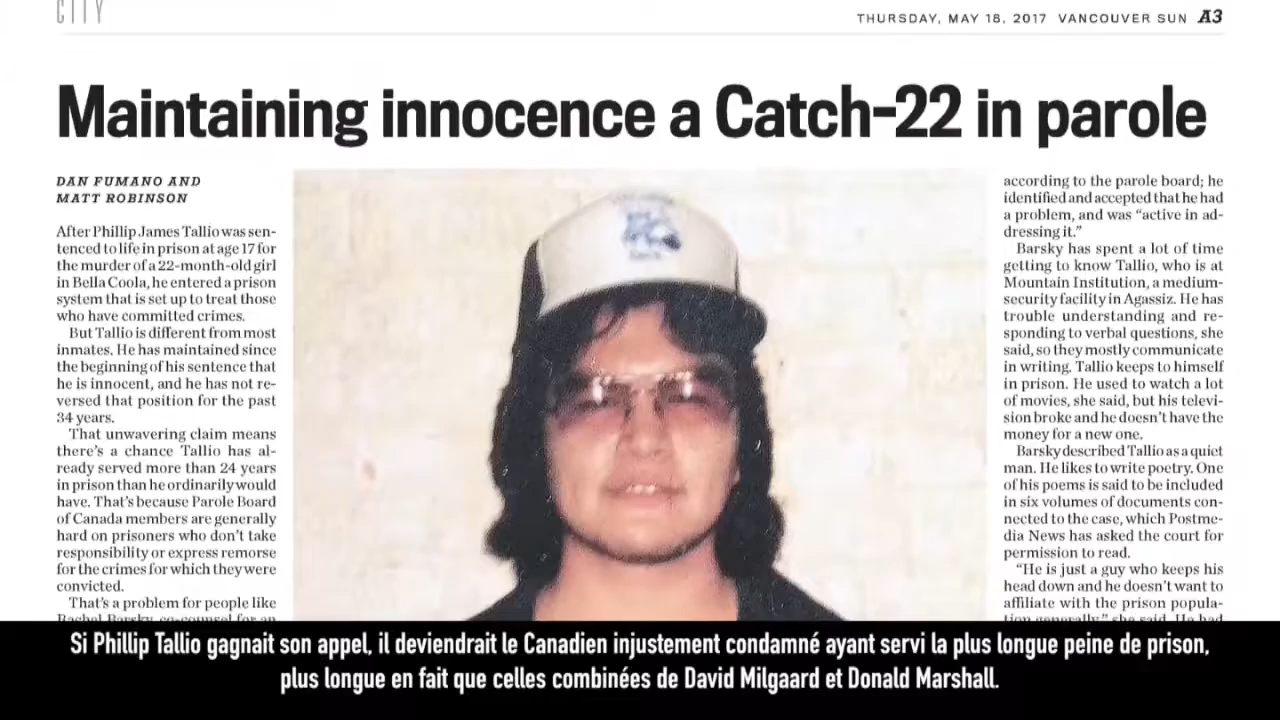 CITY
THURSDAY, MAY 18, 2017 VANCOUVER SUN A3
Maintaining innocence a Catch-22 in parole
DAN FUMANO AND
MATT ROBINSON
After Phillip James Tallio was sen-
tenced to life in prison at age 17 for
the murder of a 22-month-old girl
in Bella Coola, he entered a prison
system that is set up to treat those
who have committed crimes.
But Tallio is different from most
inmates. He has maintained since
the beginning of his sentence that
he is innocent, and he has not re-
versed that position for the past
34 years.
That unwavering claim means
there's a chance Tallio has al-
ready served more than 24 years
in prison than he ordinarily would
have. That's because Parole Board
of Canada members are generally
hard on prisoners who don't take
responsibility or express remorse
for the crimes for which they were
convicted.
That's a problem for people like
Rachel Barsky, co-counsel for an
according to the parole board; he
identified and accepted that he had
a problem, and was “active in ad-
dressing it.”
Barsky has spent a lot of time
getting to know Tallio, who is at
Mountain Institution, a medium-
security facility in Agassiz. He has
trouble understanding and re-
sponding to verbal questions, she
said, so they mostly communicate
in writing. Tallio keeps to himself
in prison. He used to watch a lot
of movies, she said, but his televi-
sion broke and he doesn't have the
money for a new one.
Barsky described Tallio as a quiet
man. He likes to write poetry. One
of his poems is said to be included
in six volumes of documents con-
nected to the case, which Postme-
dia News has asked the court for
permission to read.
“He is just a guy who keeps his
head down and he doesn't want to
affiliate with the prison popula-
tion generally,” she said. He had
Si Phillip Tallio gagnait son appel, il deviendrait le Canadien injustement condamné ayant servi la plus longue peine de prison,
plus longue en fait que celles combinées de David Milgaard et Donald Marshall.